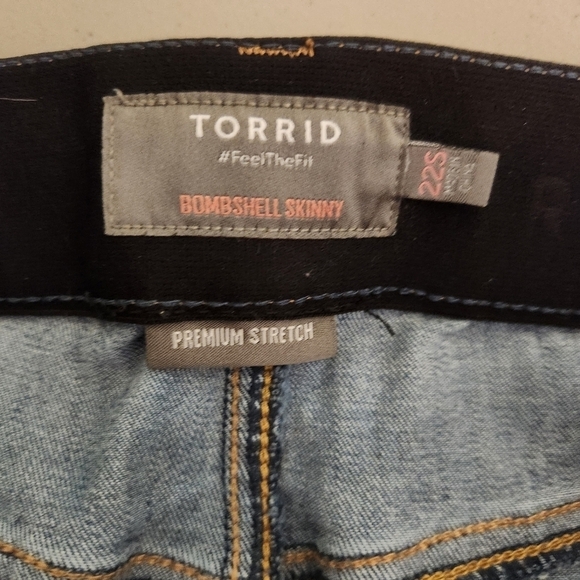 TORRID
#FeelTheFit
BOMBSHELL SKINNY
22S
PREMIUM STRETCH